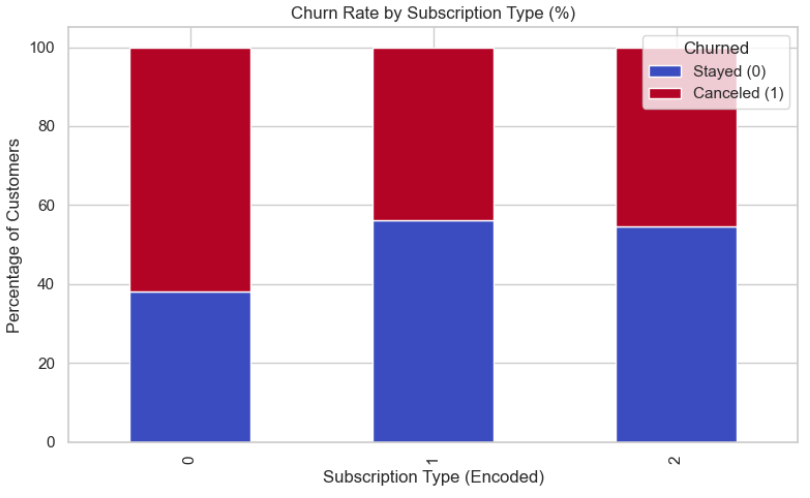 Churn Rate by Subscription Type (%)
Churned
Stayed (0)
Canceled (1)
Percentage of Customers
100
80
60
40
20
0
0
1
2
Subscription Type (Encoded)